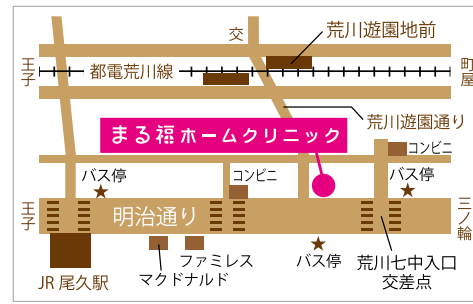 交
荒川遊園地前
王子
都電荒川線
町屋
まる福ホームクリニック
荒川遊園通り
コンビニ
バス停
コンビニ
バス停
王子
明治通り
三ノ輪
ファミレス
マクドナルド
バス停
荒川七中入口
交差点
JR 尾久駅